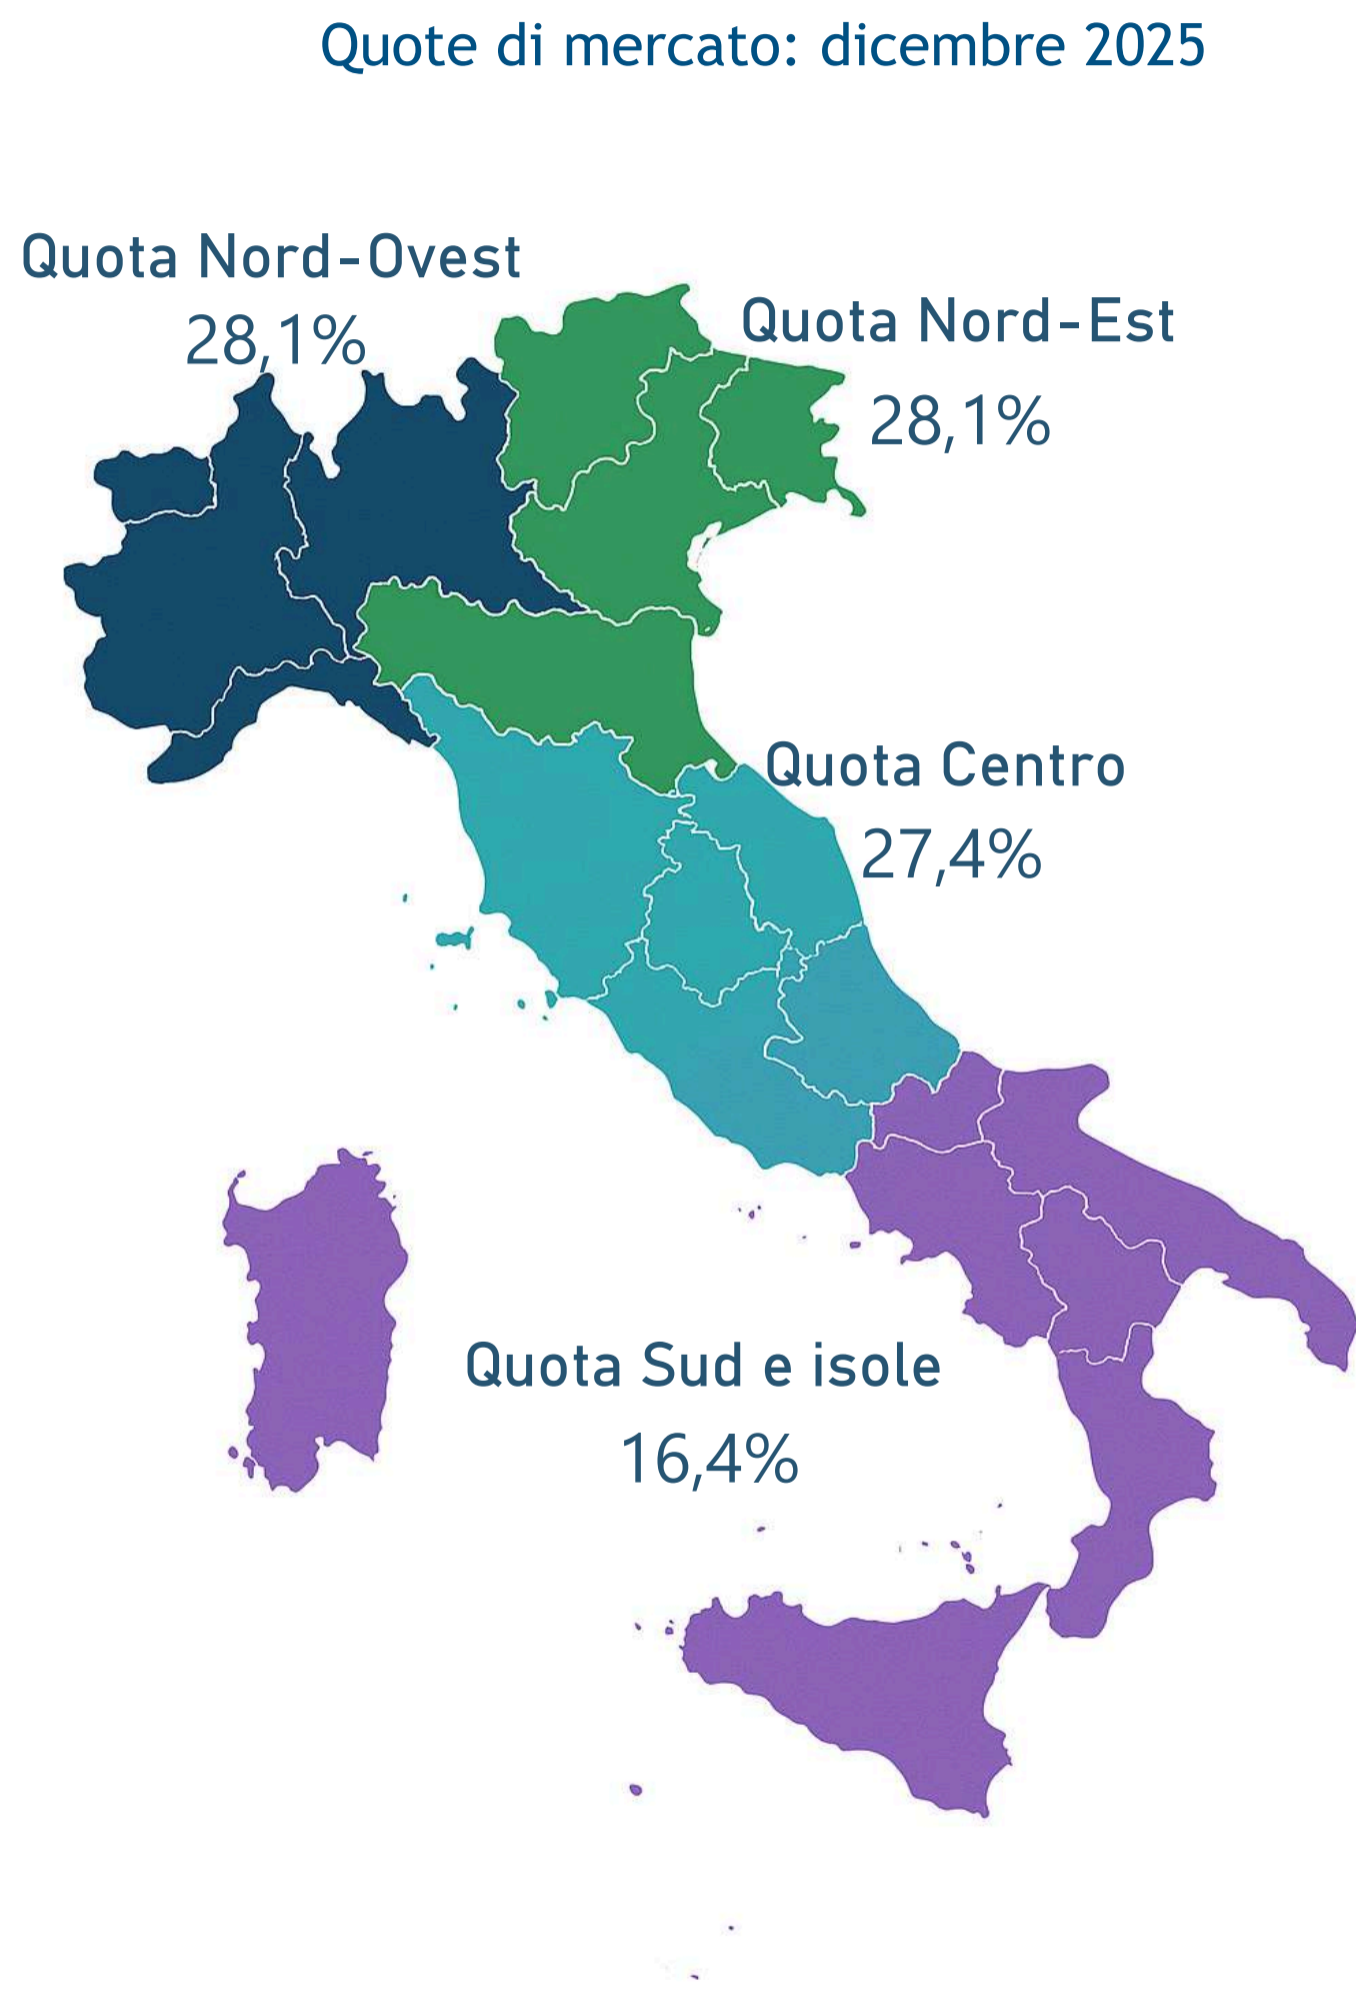 Quote di mercato: dicembre 2025
Quota Nord-Ovest
28,1%
Quota Nord-Est
28,1%
Quota Centro
27,4%
Quota Sud e isole
16,4%